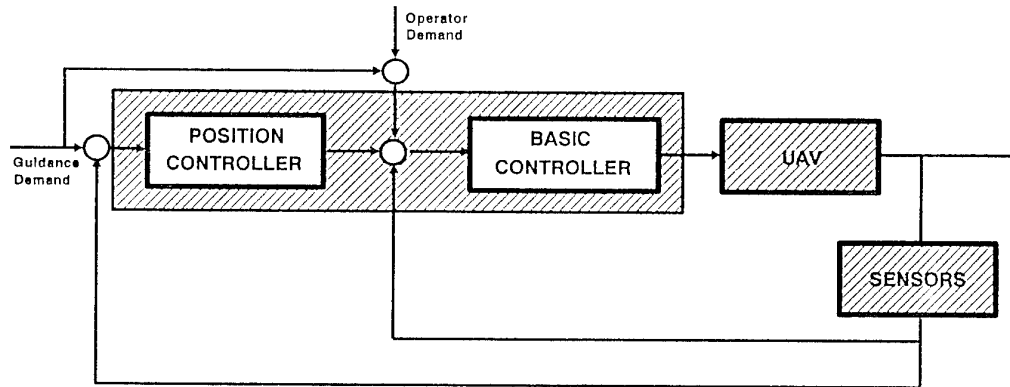 Operator
Demand
POSITION
CONTROLLER
BASIC
CONTROLLER
UAV
Guidance
Demand
SENSORS